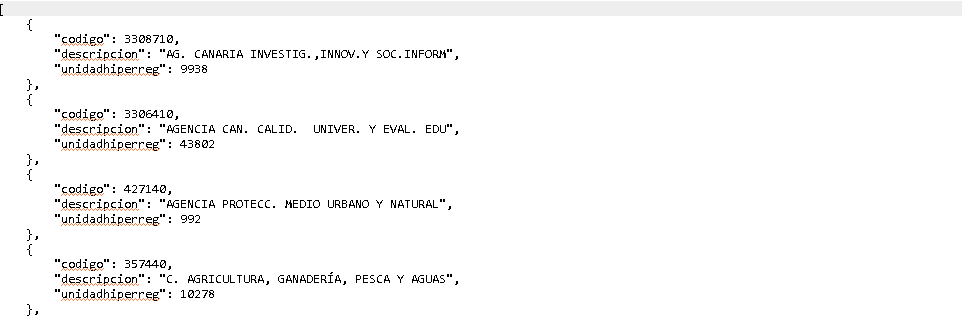 [
    {
        "codigo": 3308710,
        "descripcion": "AG. CANARIA INVESTIG.,INNOV.Y SOC.INFORM",
        "unidadhiperreg": 9938
    },
    {
        "codigo": 3306410,
        "descripcion": "AGENCIA CAN. CALID.  UNIVER. Y EVAL. EDU",
        "unidadhiperreg": 43802
    },
    {
        "codigo": 427140,
        "descripcion": "AGENCIA PROTECC. MEDIO URBANO Y NATURAL",
        "unidadhiperreg": 992
    },
    {
        "codigo": 357440,
        "descripcion": "C. AGRICULTURA, GANADERÍA, PESCA Y AGUAS",
        "unidadhiperreg": 10278
    },